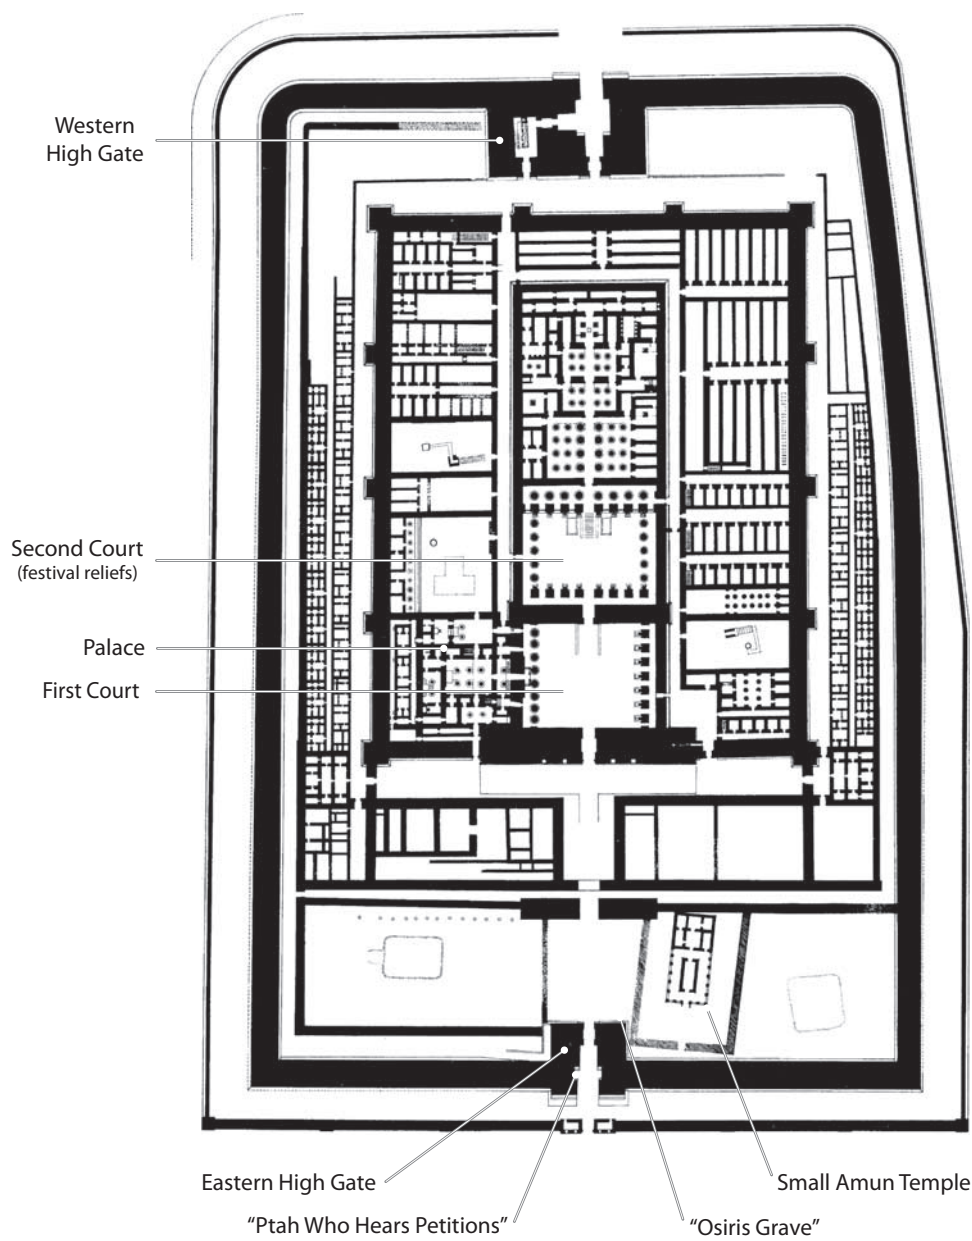 Western
High Gate
Second Court
(festival reliefs)
Palace
First Court
Eastern High Gate
Small Amun Temple
“Ptah Who Hears Petitions”
“Osiris Grave”